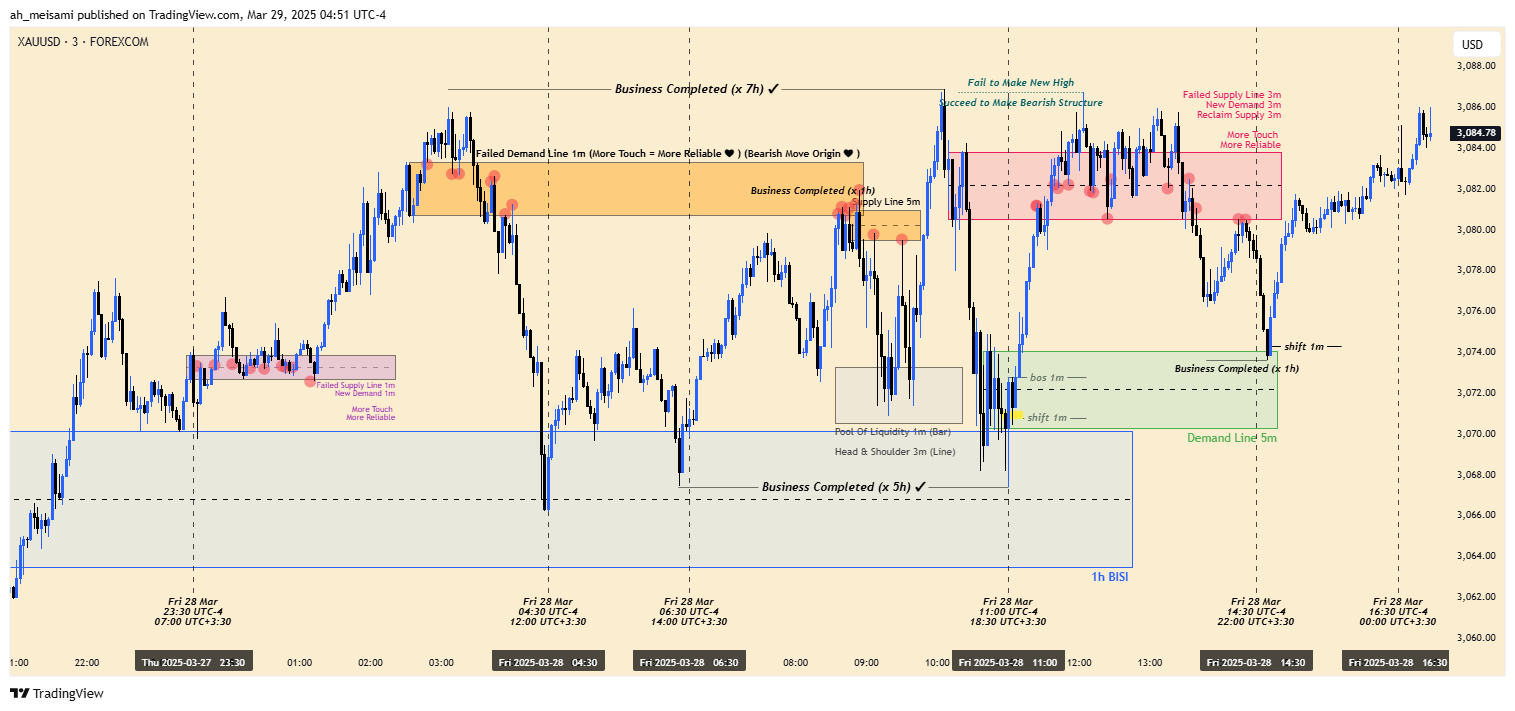 ah_meisami published on TradingView.com, Mar 29, 2025 04:51 UTC-4
XAUUSD · 3 · FOREXCOM
USD
3,088.00
3,086.00
3,084.78
3,084.00
3,082.00
3,080.00
3,078.00
3,076.00
3,074.00
3,072.00
3,070.00
3,068.00
3,066.00
3,064.00
3,062.00
3,060.00
Business Completed (x 7h) ✓
Fail to Make New High
Succeed to Make Bearish Structure
Failed Supply Line 3m
New Demand 3m
Reclaim Supply 3m
More Touch
More Reliable
Failed Demand Line 1m (More Touch = More Reliable ♥ ) (Bearish Move Origin ♥ )
Business Completed (x 1h)
Supply Line 5m
Failed Supply Line 1m
New Demand 1m
More Touch
More Reliable
shift 1m
Business Completed (x 1h)
bos 1m
shift 1m
Pool Of Liquidity 1m (Bar)
Head & Shoulder 3m (Line)
Demand Line 5m
Business Completed (x 5h) ✓
1h BISI
Fri 28 Mar
23:30 UTC-4
07:00 UTC+3:30
Fri 28 Mar
04:30 UTC-4
12:00 UTC+3:30
Fri 28 Mar
06:30 UTC-4
14:00 UTC+3:30
Fri 28 Mar
11:00 UTC-4
18:30 UTC+3:30
Fri 28 Mar
14:30 UTC-4
22:00 UTC+3:30
Fri 28 Mar
16:30 UTC-4
00:00 UTC+3:30
1:00
22:00
Thu 2025-03-27 23:30
01:00
02:00
03:00
Fri 2025-03-28 04:30
Fri 2025-03-28 06:30
08:00
09:00
10:00
Fri 2025-03-28 11:00
12:00
13:00
Fri 2025-03-28 14:30
Fri 2025-03-28 16:30
TradingView